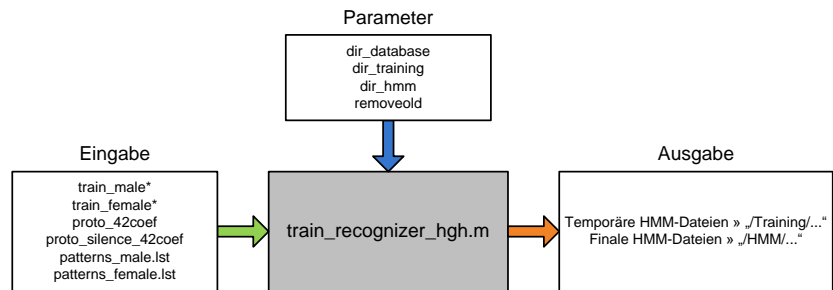 Parameter
dir_database
dir_training
dir_hmm
removeold
Eingabe
train_male*
train_female*
proto_42coef
proto_silence_42coef
patterns_male.lst
patterns_female.lst
train_recognizer_hgh.m
Ausgabe
Temporäre HMM-Dateien » „/Training/...“
Finale HMM-Dateien » „/HMM/...“